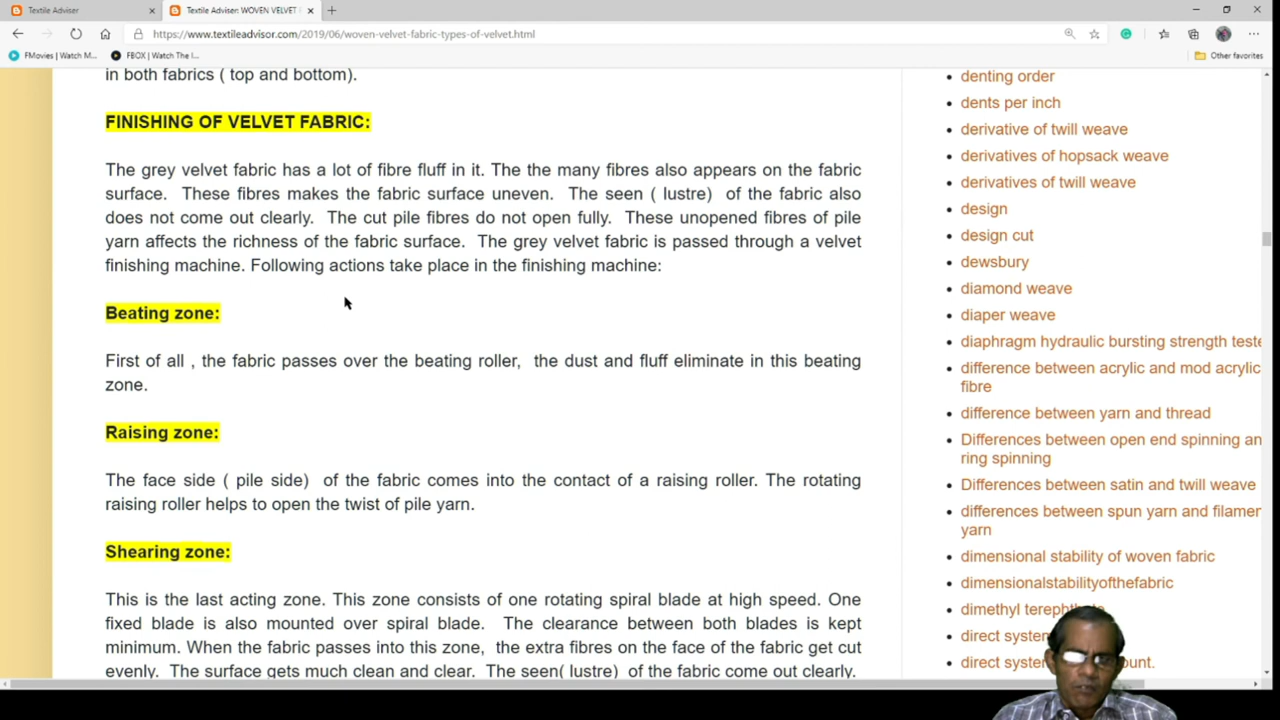 Textile Adviser
Textile Adviser: WOVEN VELVET F
https://www.textileadvisor.com/2019/06/woven-velvet-fabric-types-of-velvet.html
FMovies | Watch M...
FBOX | Watch The I...
Other favorites
in both fabrics ( top and bottom).
FINISHING OF VELVET FABRIC:
The grey velvet fabric has a lot of fibre fluff in it. The the many fibres also appears on the fabric
surface. These fibres makes the fabric surface uneven. The seen ( lustre) of the fabric also
does not come out clearly. The cut pile fibres do not open fully. These unopened fibres of pile
yarn affects the richness of the fabric surface. The grey velvet fabric is passed through a velvet
finishing machine. Following actions take place in the finishing machine:
Beating zone:
First of all , the fabric passes over the beating roller, the dust and fluff eliminate in this beating
zone.
Raising zone:
The face side ( pile side) of the fabric comes into the contact of a raising roller. The rotating
raising roller helps to open the twist of pile yarn.
Shearing zone:
This is the last acting zone. This zone consists of one rotating spiral blade at high speed. One
fixed blade is also mounted over spiral blade. The clearance between both blades is kept
minimum. When the fabric passes into this zone, the extra fibres on the face of the fabric get cut
evenly. The surface gets much clean and clear. The seen( lustre) of the fabric come out clearly.
denting order
dents per inch
derivative of twill weave
derivatives of hopsack weave
derivatives of twill weave
design
design cut
dewsbury
diamond weave
diaper weave
diaphragm hydraulic bursting strength teste
difference between acrylic and mod acrylic
fibre
difference between yarn and thread
Differences between open end spinning an
ring spinning
Differences between satin and twill weave
differences between spun yarn and filamen
yarn
dimensional stability of woven fabric
dimensionalstabilityofthefabric
dimethyl
direct system
direct system